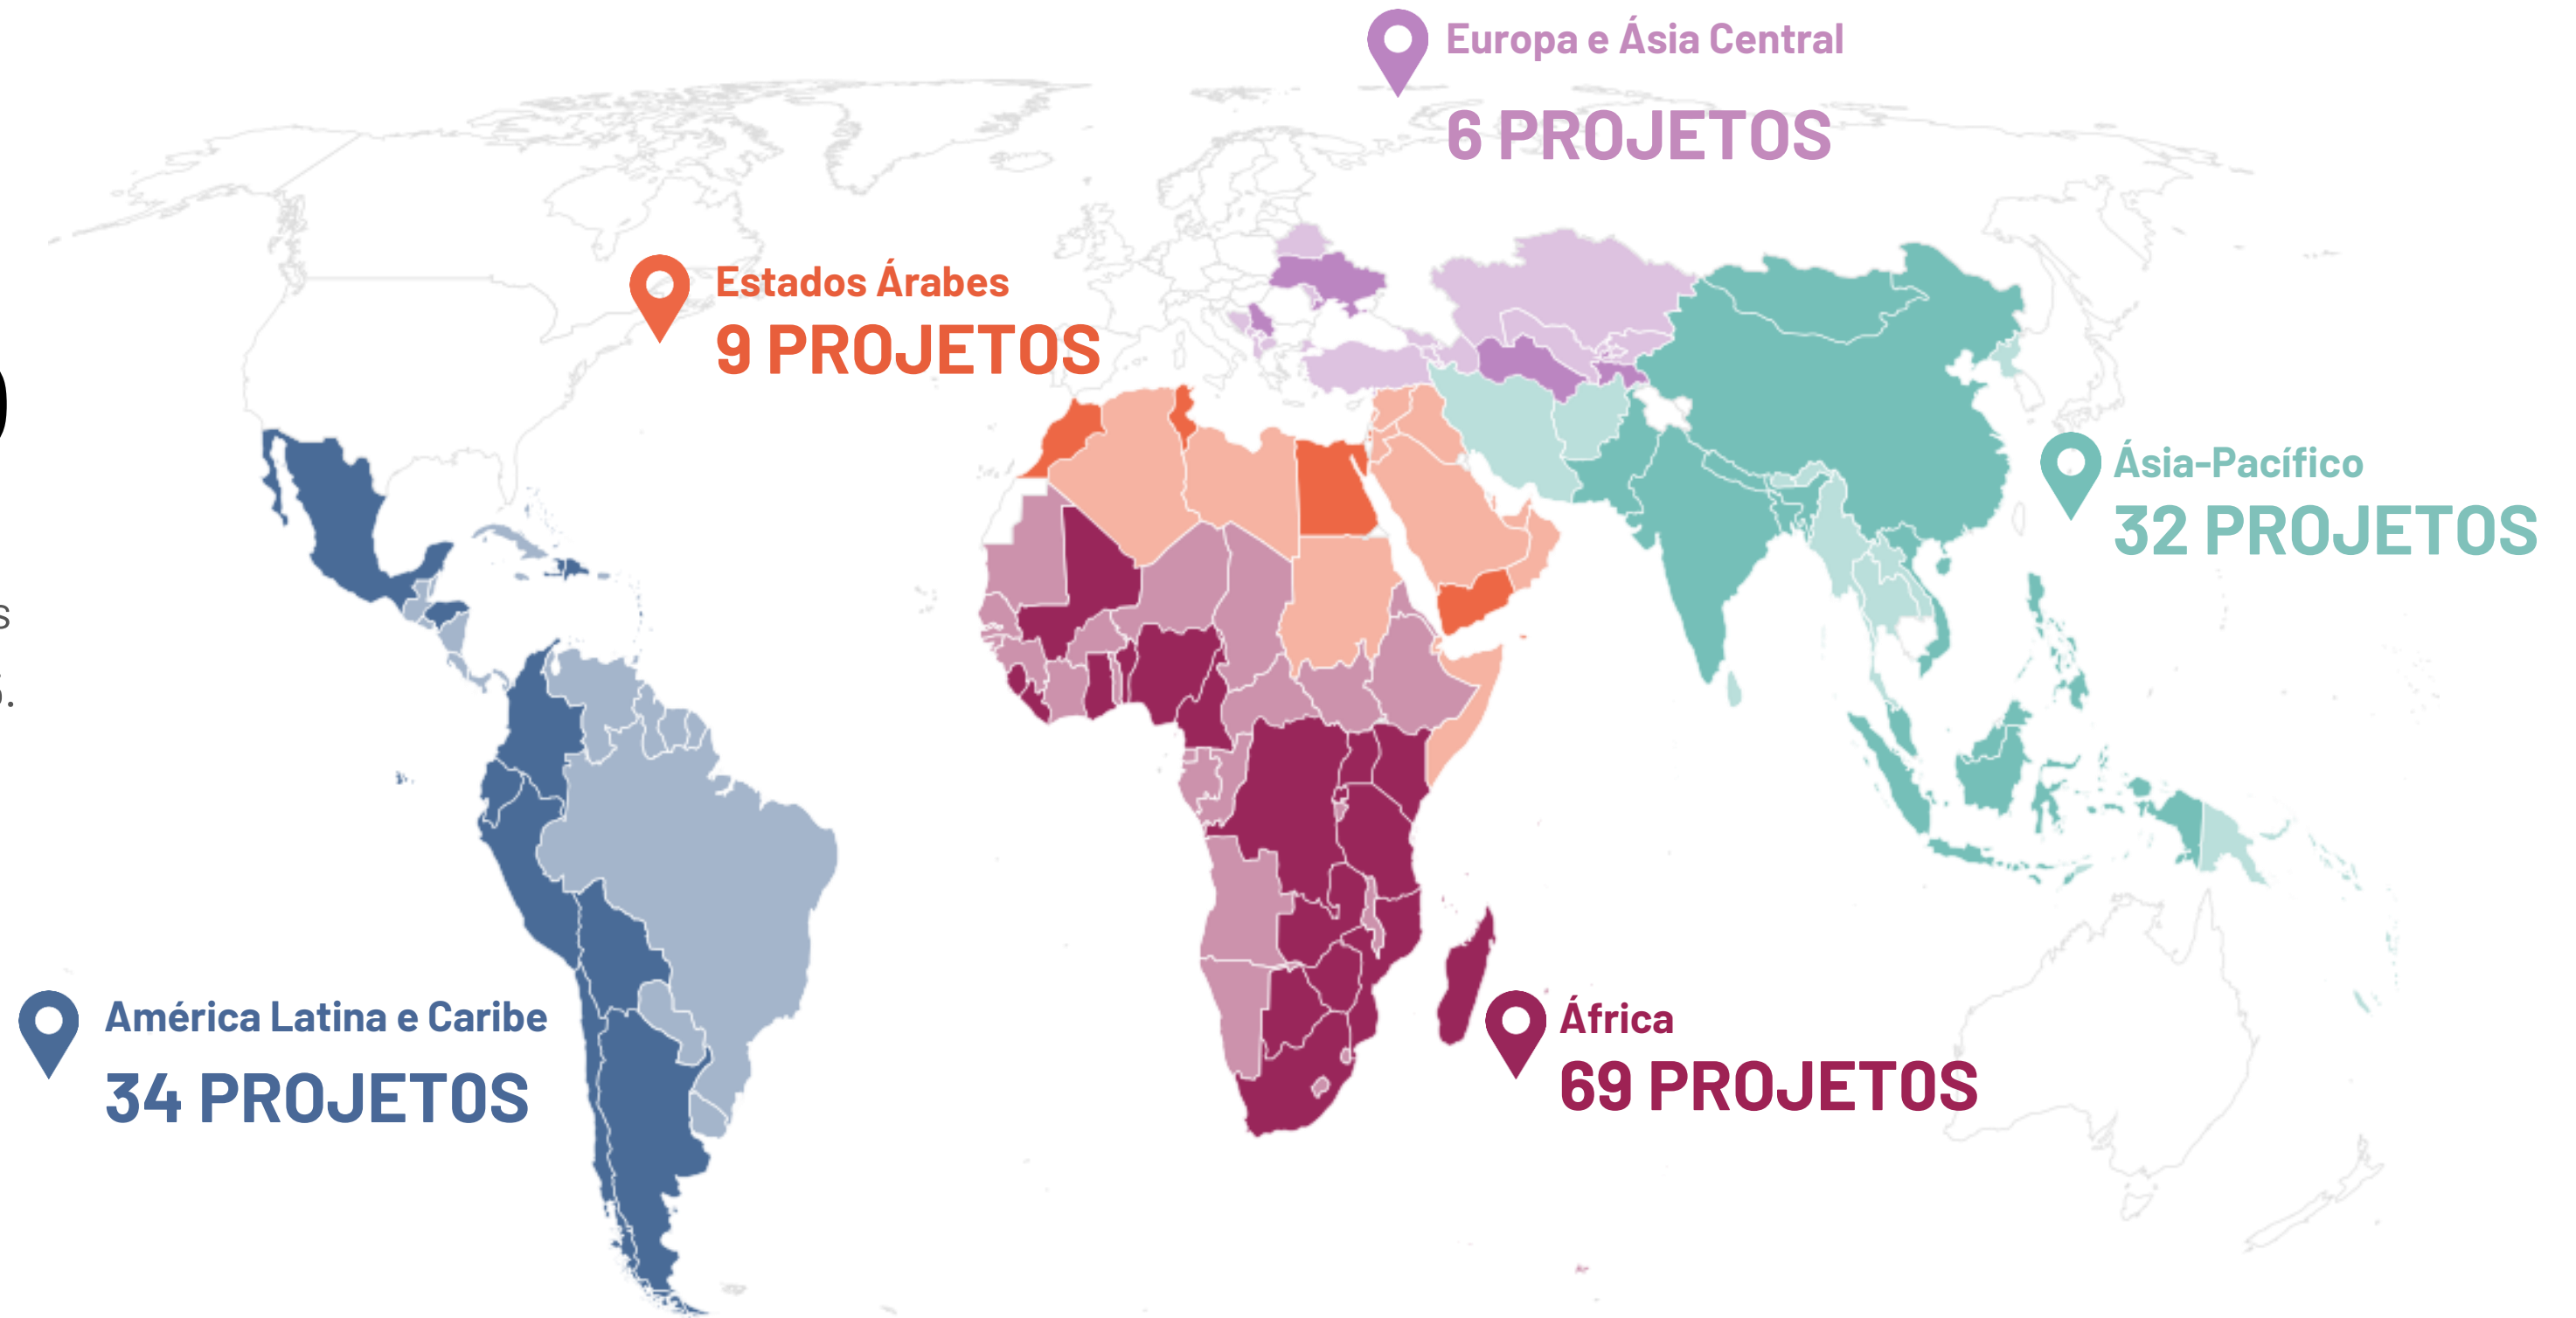 Europa e Ásia Central
6 PROJETOS
Estados Árabes
9 PROJETOS
Ásia-Pacífico
32 PROJETOS
América Latina e Caribe
34 PROJETOS
África
69 PROJETOS